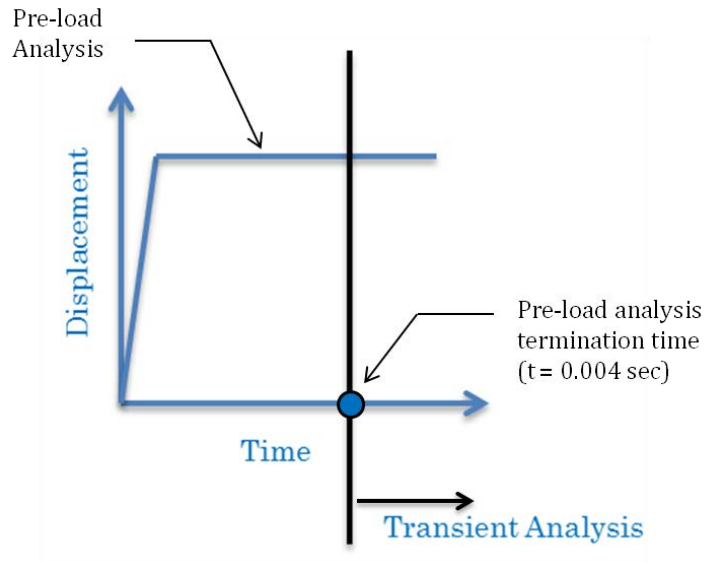 Pre-load
Analysis
Displacement
Pre-load analysis
termination time
(t = 0.004 sec)
Time
Transient Analysis